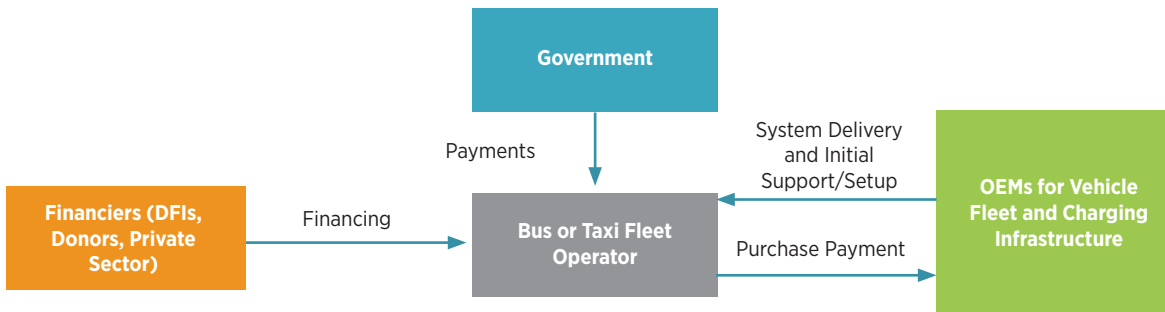 Government
Payments
System Delivery
and Initial
Support/Setup
Financiers (DFIs,
Donors, Private
Sector)
Financing
Bus or Taxi Fleet
Operator
Purchase Payment
OEMs for Vehicle
Fleet and Charging
Infrastructure